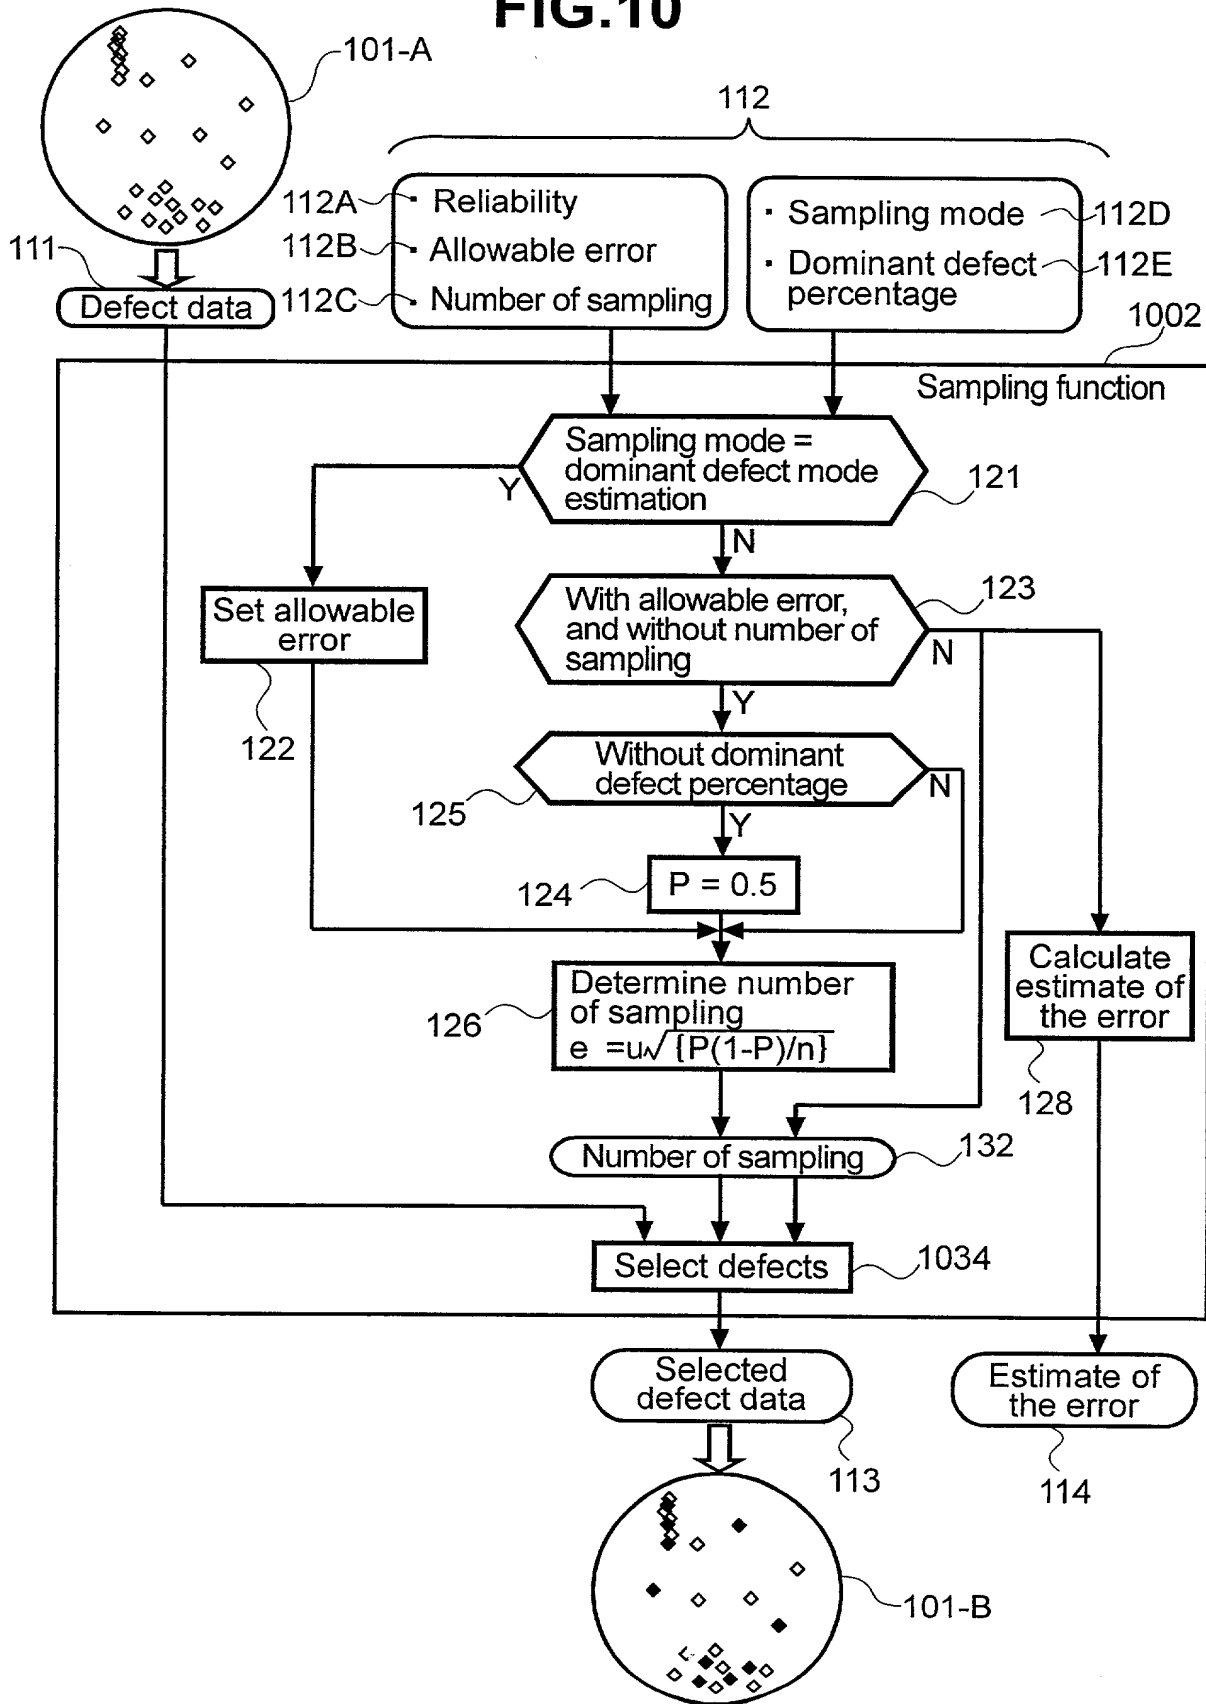 FIG.10
101-A
112
112A
· Reliability
112B
· Allowable error
112C
· Number of sampling
· Sampling mode
112D
· Dominant defect
percentage
112E
111
Defect data
1002
Sampling function
Sampling mode =
dominant defect mode
estimation
121
Y
N
Set allowable
error
122
With allowable error,
and without number of
sampling
123
N
Y
Without dominant
defect percentage
125
N
Y
P = 0.5
124
Determine number
of sampling
e =u√{P(1-P)/n}
126
Calculate
estimate of
the error
128
Number of sampling
132
Select defects
1034
Selected
defect data
113
Estimate of
the error
114
101-B